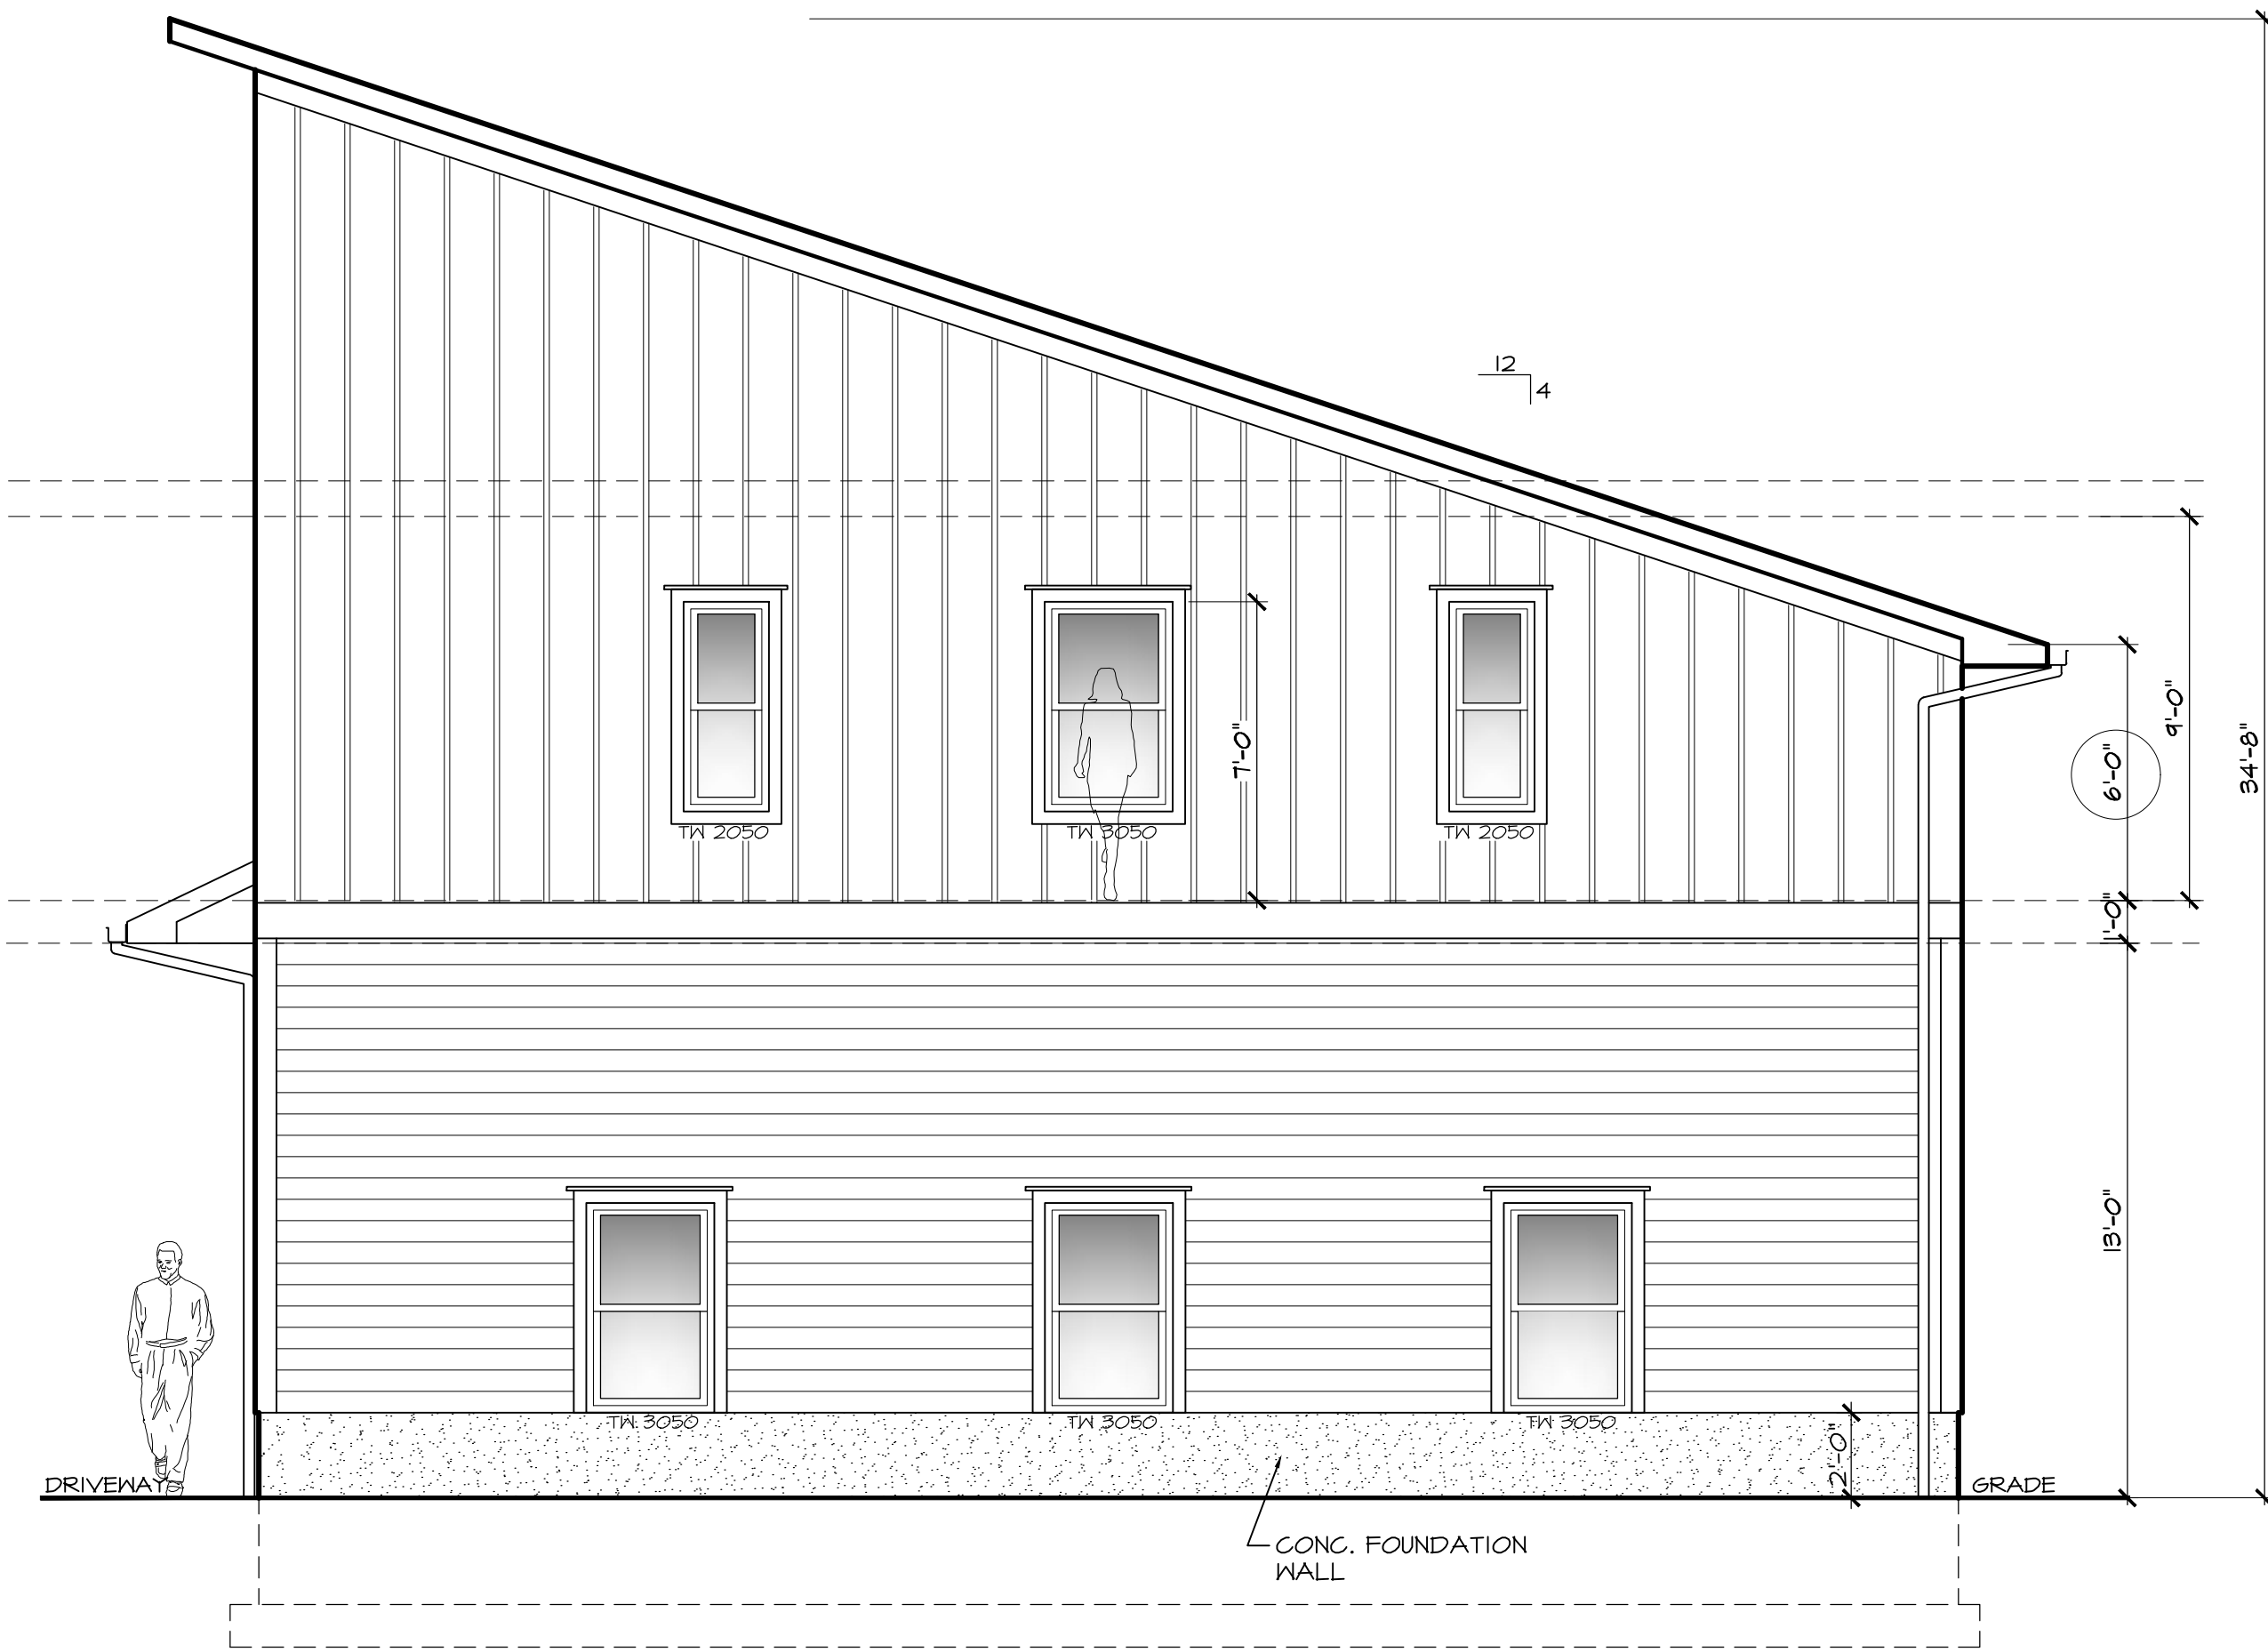 12
4
34'-8"
9'-0"
6'-0"
7'-0"
TW 2050
TW 3050
TW 2050
1'-0"
13'-0"
TW 3050
TW 3050
TW 3050
2'-0"
DRIVEWAY
GRADE
CONC. FOUNDATION
WALL